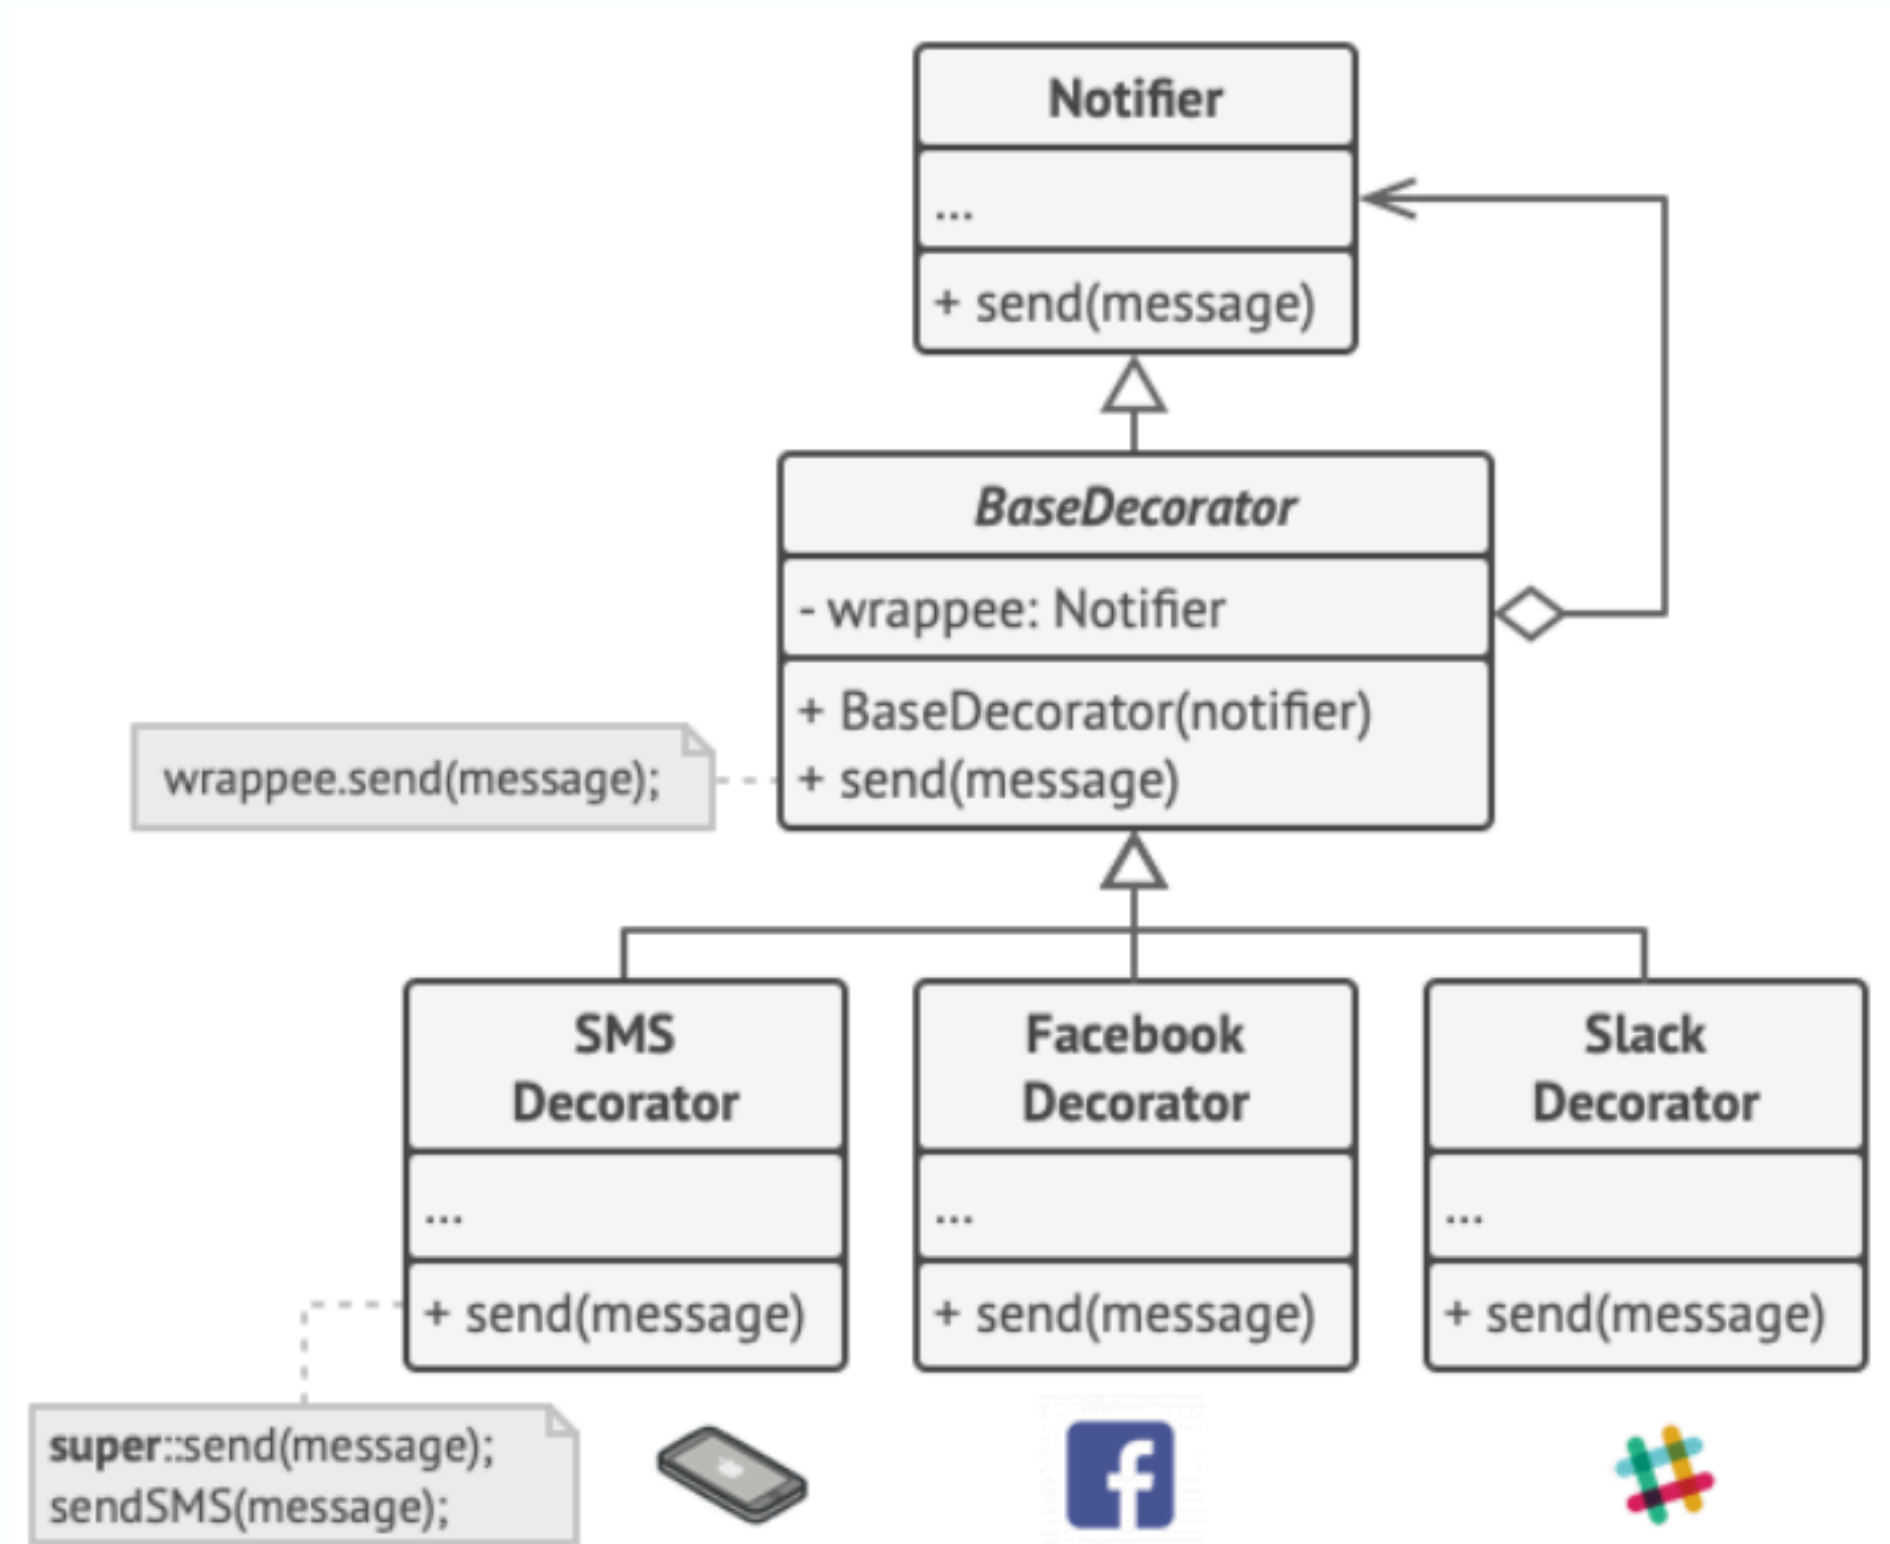 Notifier
...
+ send(message)
BaseDecorator
- wrappee: Notifier
+ BaseDecorator(notifier)
+ send(message)
wrappee.send(message);
SMS
Decorator
...
+ send(message)
Facebook
Decorator
...
+ send(message)
Slack
Decorator
...
+ send(message)
super::send(message);
sendSMS(message);
f